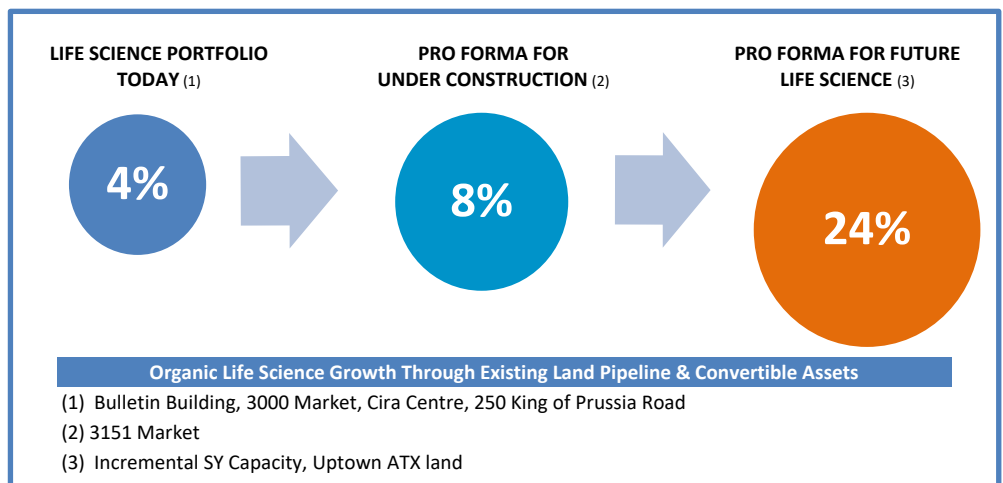 LIFE SCIENCE PORTFOLIO
TODAY (1)
PRO FORMA FOR
UNDER CONSTRUCTION (2)
PRO FORMA FOR FUTURE
LIFE SCIENCE (3)
4%
8%
24%
Organic Life Science Growth Through Existing Land Pipeline & Convertible Assets
(1) Bulletin Building, 3000 Market, Cira Centre, 250 King of Prussia Road
(2) 3151 Market
(3) Incremental SY Capacity, Uptown ATX land